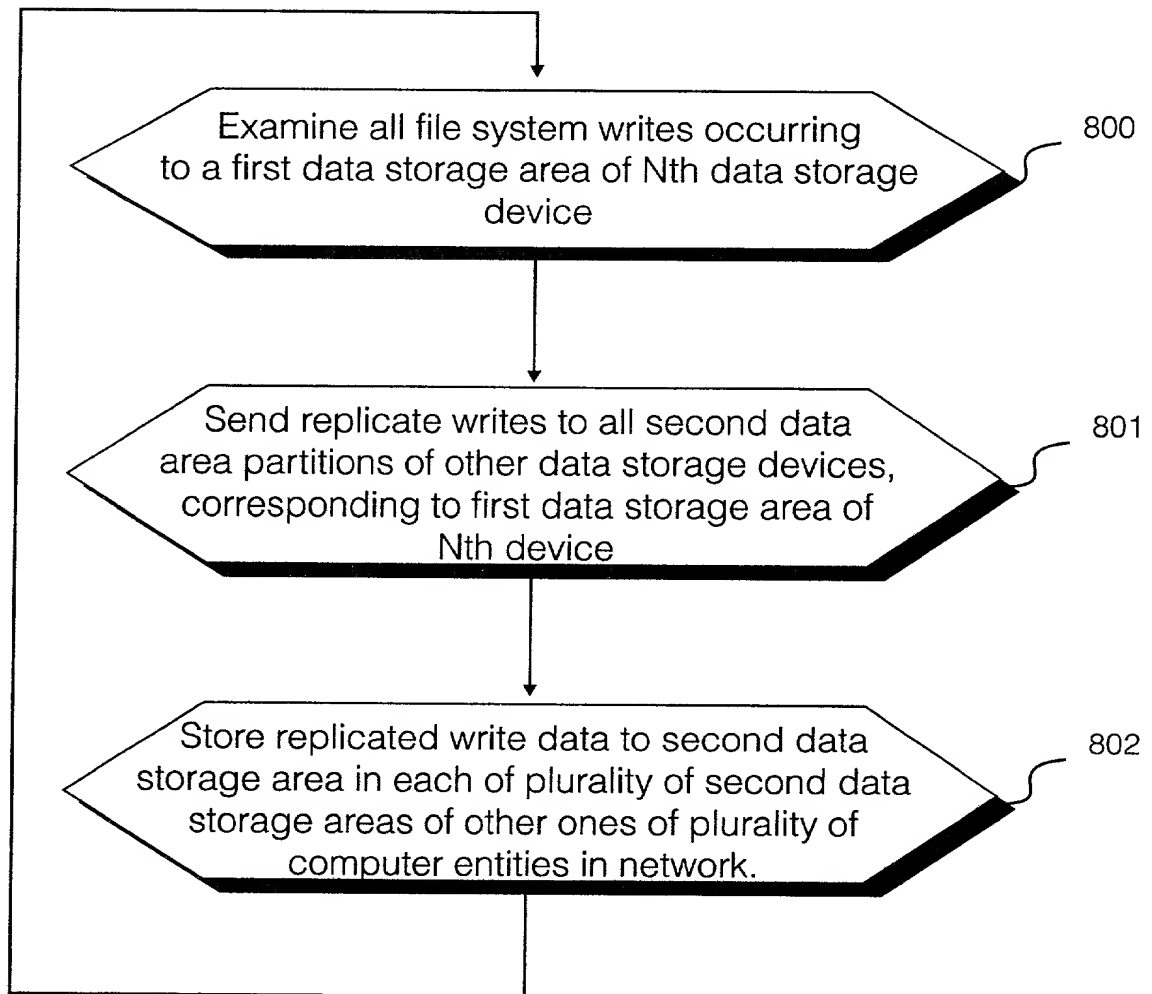 Examine all file system writes occurring
to a first data storage area of Nth data storage
device
800
Send replicate writes to all second data
area partitions of other data storage devices,
corresponding to first data storage area of
Nth device
801
Store replicated write data to second data
storage area in each of plurality of second data
storage areas of other ones of plurality of
computer entities in network.
802